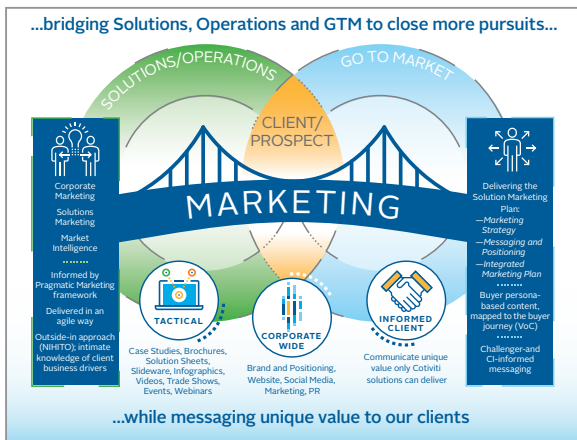 ...bridging Solutions, Operations and GTM to close more pursuits...
SOLUTIONS/OPERATIONS
GO TO MARKET
CLIENT/
PROSPECT
MARKETING
Corporate
Marketing
Solutions
Marketing
Market
Intelligence
Informed by
Pragmatic Marketing
framework
Delivered in an
agile way
Outside-in approach
(NIHITO); intimate
knowledge of client
business drivers
TACTICAL
Case Studies, Brochures,
Solution Sheets,
Slideware, Infographics,
Videos, Trade Shows,
Events, Webinars
CORPORATE
WIDE
Brand and Positioning,
Website, Social Media,
Marketing, PR
INFORMED
CLIENT
Communicate unique
value only Cotiviti
solutions can deliver
Delivering the
Solution Marketing
Plan:
—Marketing
Strategy
—Messaging and
Positioning
—Integrated
Marketing Plan
Buyer persona-
based content,
mapped to the buyer
journey (VoC)
Challenger-and
CI-informed
messaging
...while messaging unique value to our clients